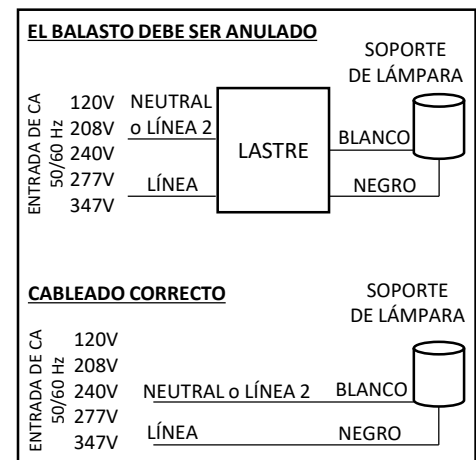 EL BALASTO DEBE SER ANULADO
SOPORTE
DE LÁMPARA
ENTRADA DE CA
50/60 Hz
120V
208V
240V
277V
347V
NEUTRAL
o LÍNEA 2
LÍNEA
LASTRE
BLANCO
NEGRO
CABLEADO CORRECTO
SOPORTE
DE LÁMPARA
ENTRADA DE CA
50/60 Hz
120V
208V
240V
277V
347V
NEUTRAL o LÍNEA 2
BLANCO
LÍNEA
NEGRO